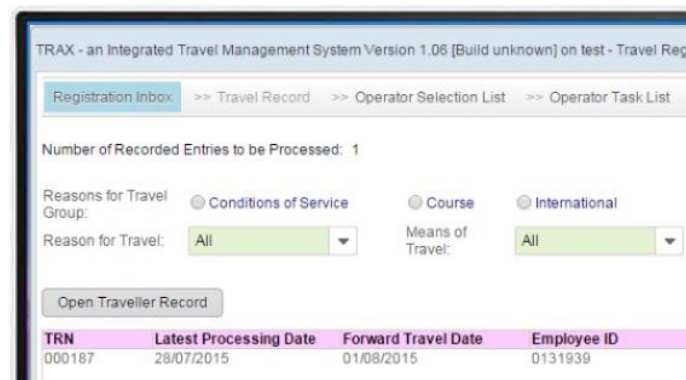 TRAX - an Integrated Travel Management System Version 1.06 [Build unknown] on test - Travel Reg
Registration Inbox >> Travel Record >> Operator Selection List >> Operator Task List
Number of Recorded Entries to be Processed: 1
Reasons for Travel Group: Conditions of Service Course International
Reason for Travel: All Means of Travel: All
Open Traveller Record
TRN Latest Processing Date Forward Travel Date Employee ID
000187 28/07/2015 01/08/2015 0131939